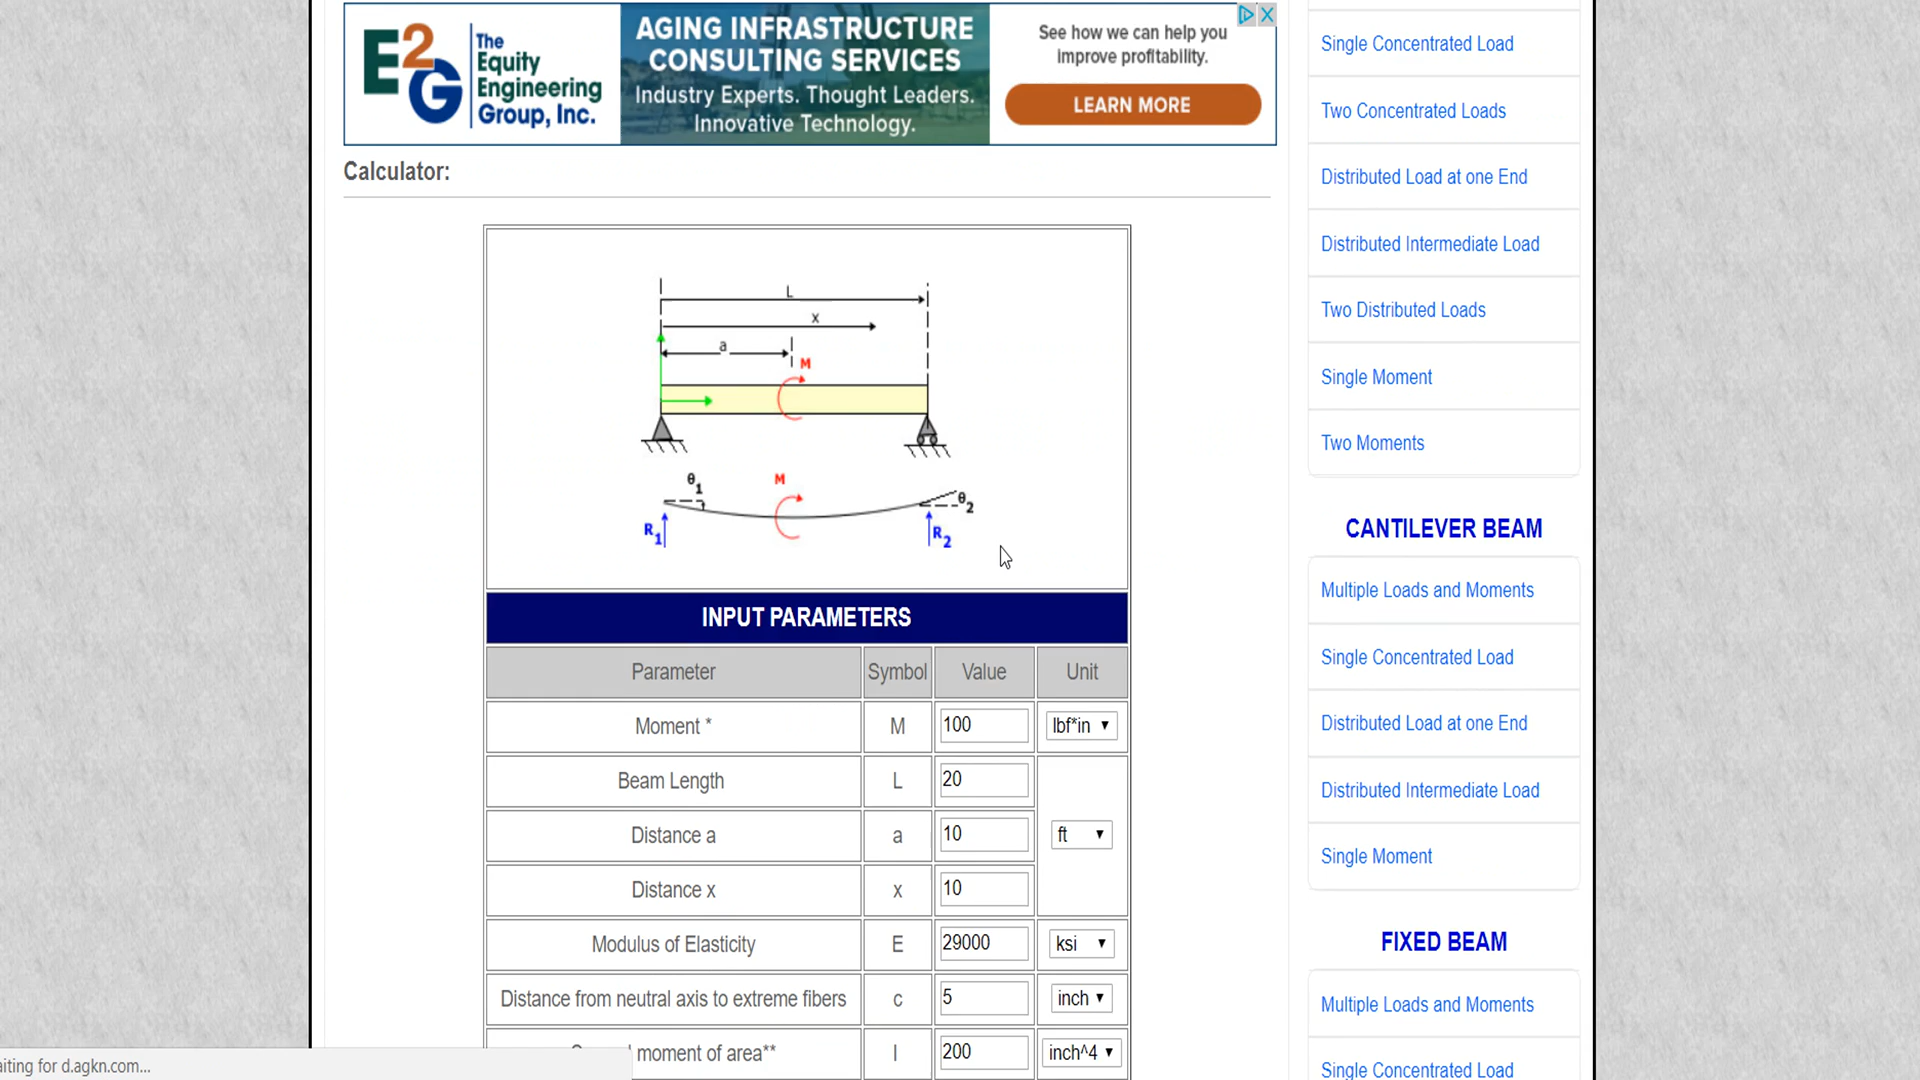 E2G
The
Equity
Engineering
Group, Inc.
AGING INFRASTRUCTURE
CONSULTING SERVICES
Industry Experts. Thought Leaders.
Innovative Technology.
See how we can help you
improve profitability.
LEARN MORE
Calculator:
L
x
a
M
θ1
M
θ2
R1
R2
INPUT PARAMETERS
Parameter Symbol Value Unit
Moment * M 100 lbf*in
Beam Length L 20
Distance a a 10 ft
Distance x x 10
Modulus of Elasticity E 29000 ksi
Distance from neutral axis to extreme fibers c 5 inch
moment of area** I 200 inch^4
aiting for d.agkn.com...
Single Concentrated Load
Two Concentrated Loads
Distributed Load at one End
Distributed Intermediate Load
Two Distributed Loads
Single Moment
Two Moments
CANTILEVER BEAM
Multiple Loads and Moments
Single Concentrated Load
Distributed Load at one End
Distributed Intermediate Load
Single Moment
FIXED BEAM
Multiple Loads and Moments
Single Concentrated Load